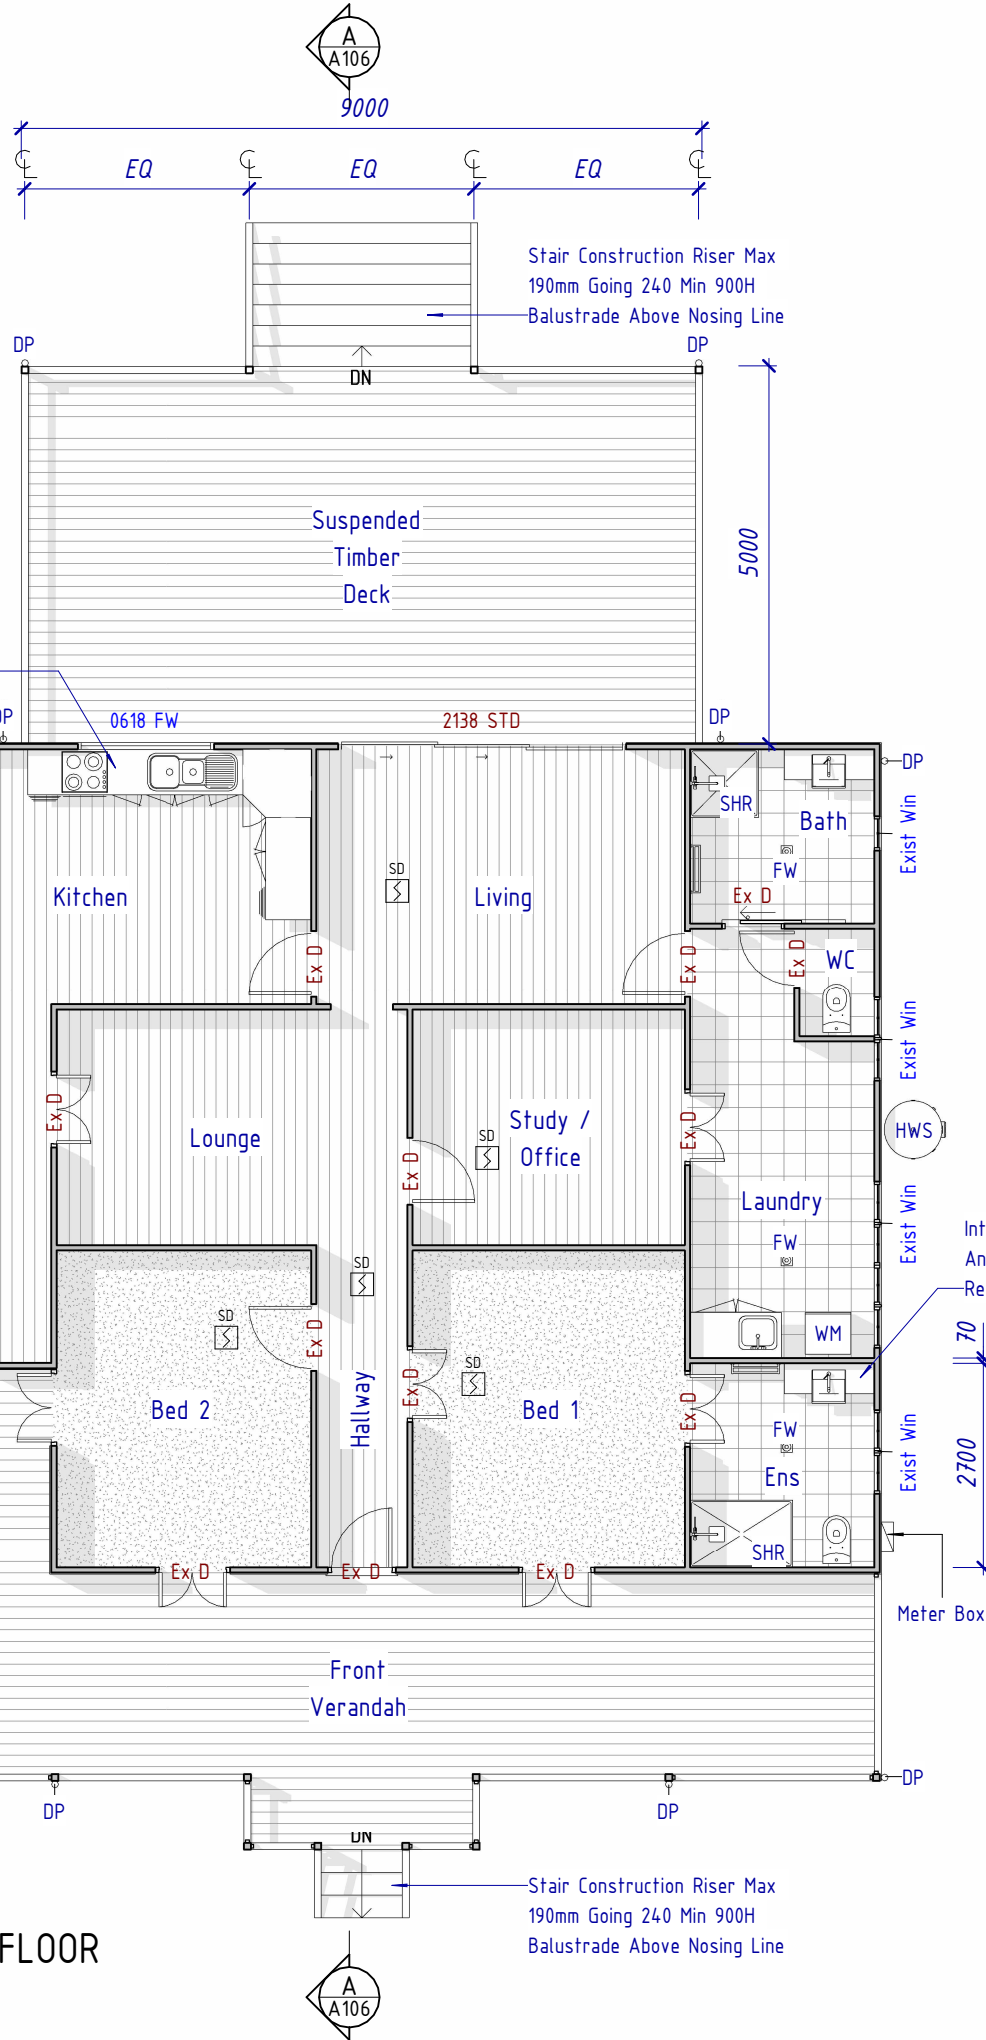 A
A106
9000
EQ
EQ
EQ
Stair Construction Riser Max
190mm Going 240 Min 900H
Balustrade Above Nosing Line
DP
DP
DN
Suspended
Timber
Deck
5000
DP
0618 FW
2138 STD
DP
DP
SHR
Bath
Exist Win
FW
SD
Kitchen
Living
Ex D
Ex D
Ex D
Ex D
WC
Exist Win
Ex D
Lounge
SD
Study /
Office
Ex D
Ex D
HWS
Laundry
Exist Win
FW
Int
An
Re
SD
SD
Ex D
WM
70
SD
Bed 2
Hallway
Ex D
Bed 1
Ex D
FW
Ens
Exist Win
2700
SHR
Ex D
Ex D
Ex D
Meter Box
Front
Verandah
DP
DP
DP
DN
Stair Construction Riser Max
190mm Going 240 Min 900H
Balustrade Above Nosing Line
FLOOR
A
A106